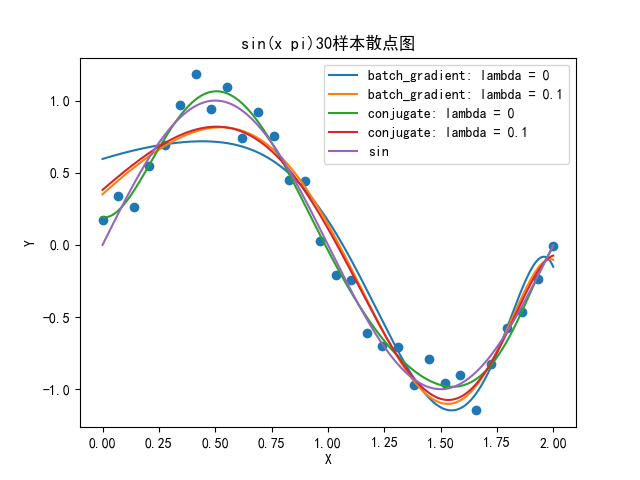 sin(x pi)30样本散点图
batch_gradient: lambda = 0
batch_gradient: lambda = 0.1
conjugate: lambda = 0
conjugate: lambda = 0.1
sin
1.0
0.5
0.0
-0.5
-1.0
Y
0.00 0.25 0.50 0.75 1.00 1.25 1.50 1.75 2.00
X